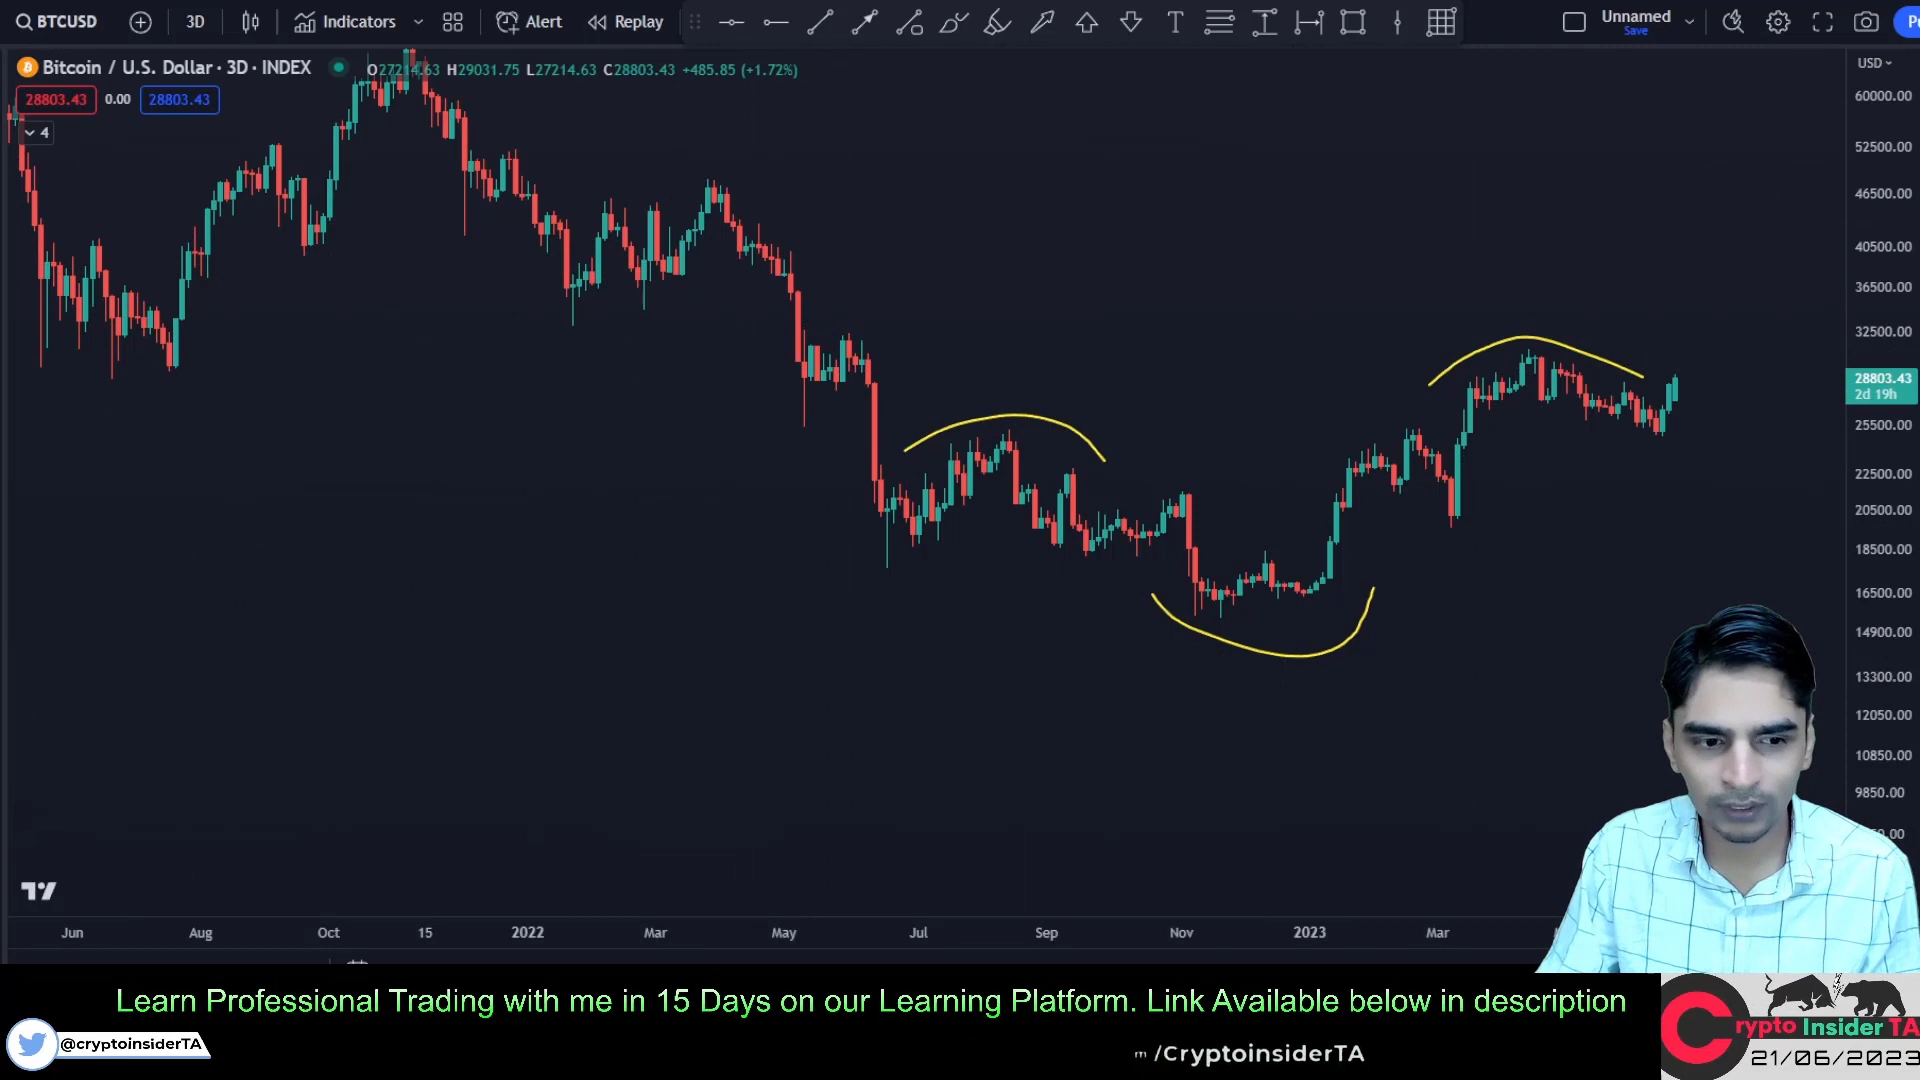 BTCUSD 3D Indicators Alert Replay Unnamed
Save
Bitcoin / U.S. Dollar · 3D · INDEX O27214.63 H29031.75 L27214.63 C28803.43 +485.85 (+1.72%)
USD
28803.43 0.00 28803.43
4
60000.00
52500.00
46500.00
40500.00
36500.00
32500.00
28803.43
2d 19h
25500.00
22500.00
20500.00
18500.00
16500.00
14900.00
13300.00
12050.00
10850.00
9850.00
Jun Aug Oct 15 2022 Mar May Jul Sep Nov 2023 Mar
Learn Professional Trading with me in 15 Days on our Learning Platform. Link Available below in description
@cryptoinsiderTA
/CryptoinsiderTA
Crypto Insider TA
21/06/2023